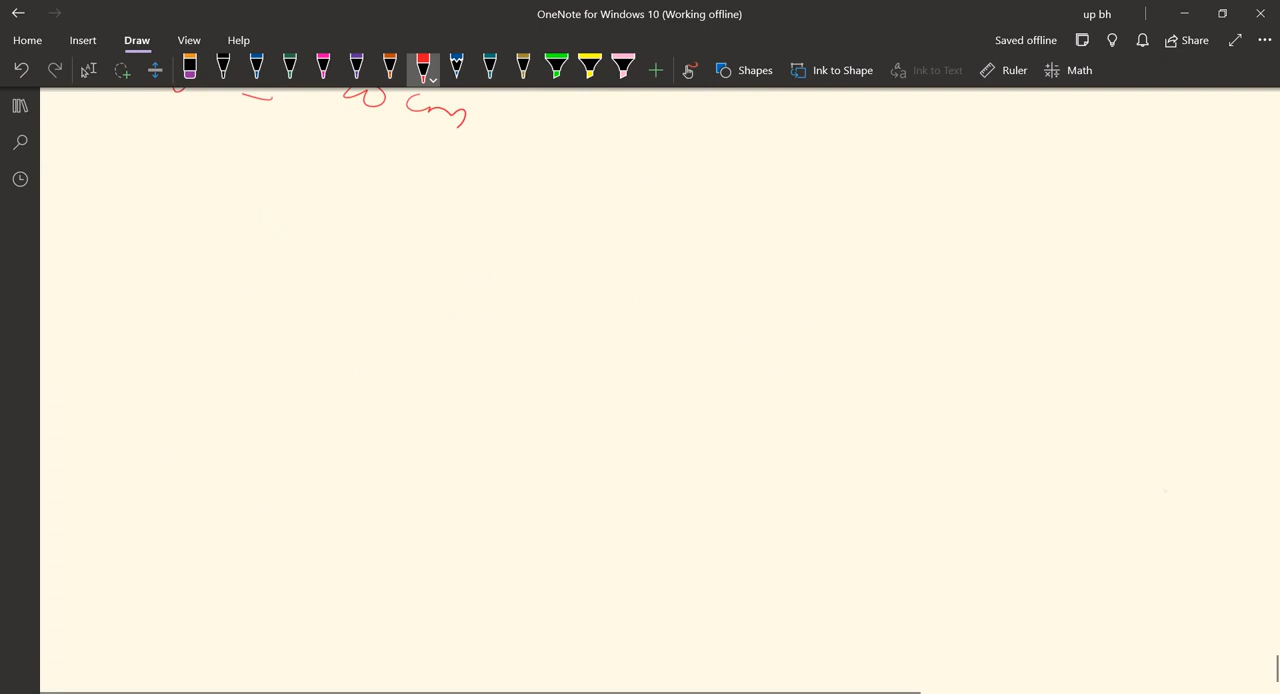 OneNote for Windows 10 (Working offline)
up bh
Home Insert Draw View Help
Saved offline
Share
Shapes
Ink to Shape
Ink to Text
Ruler
Math
cm